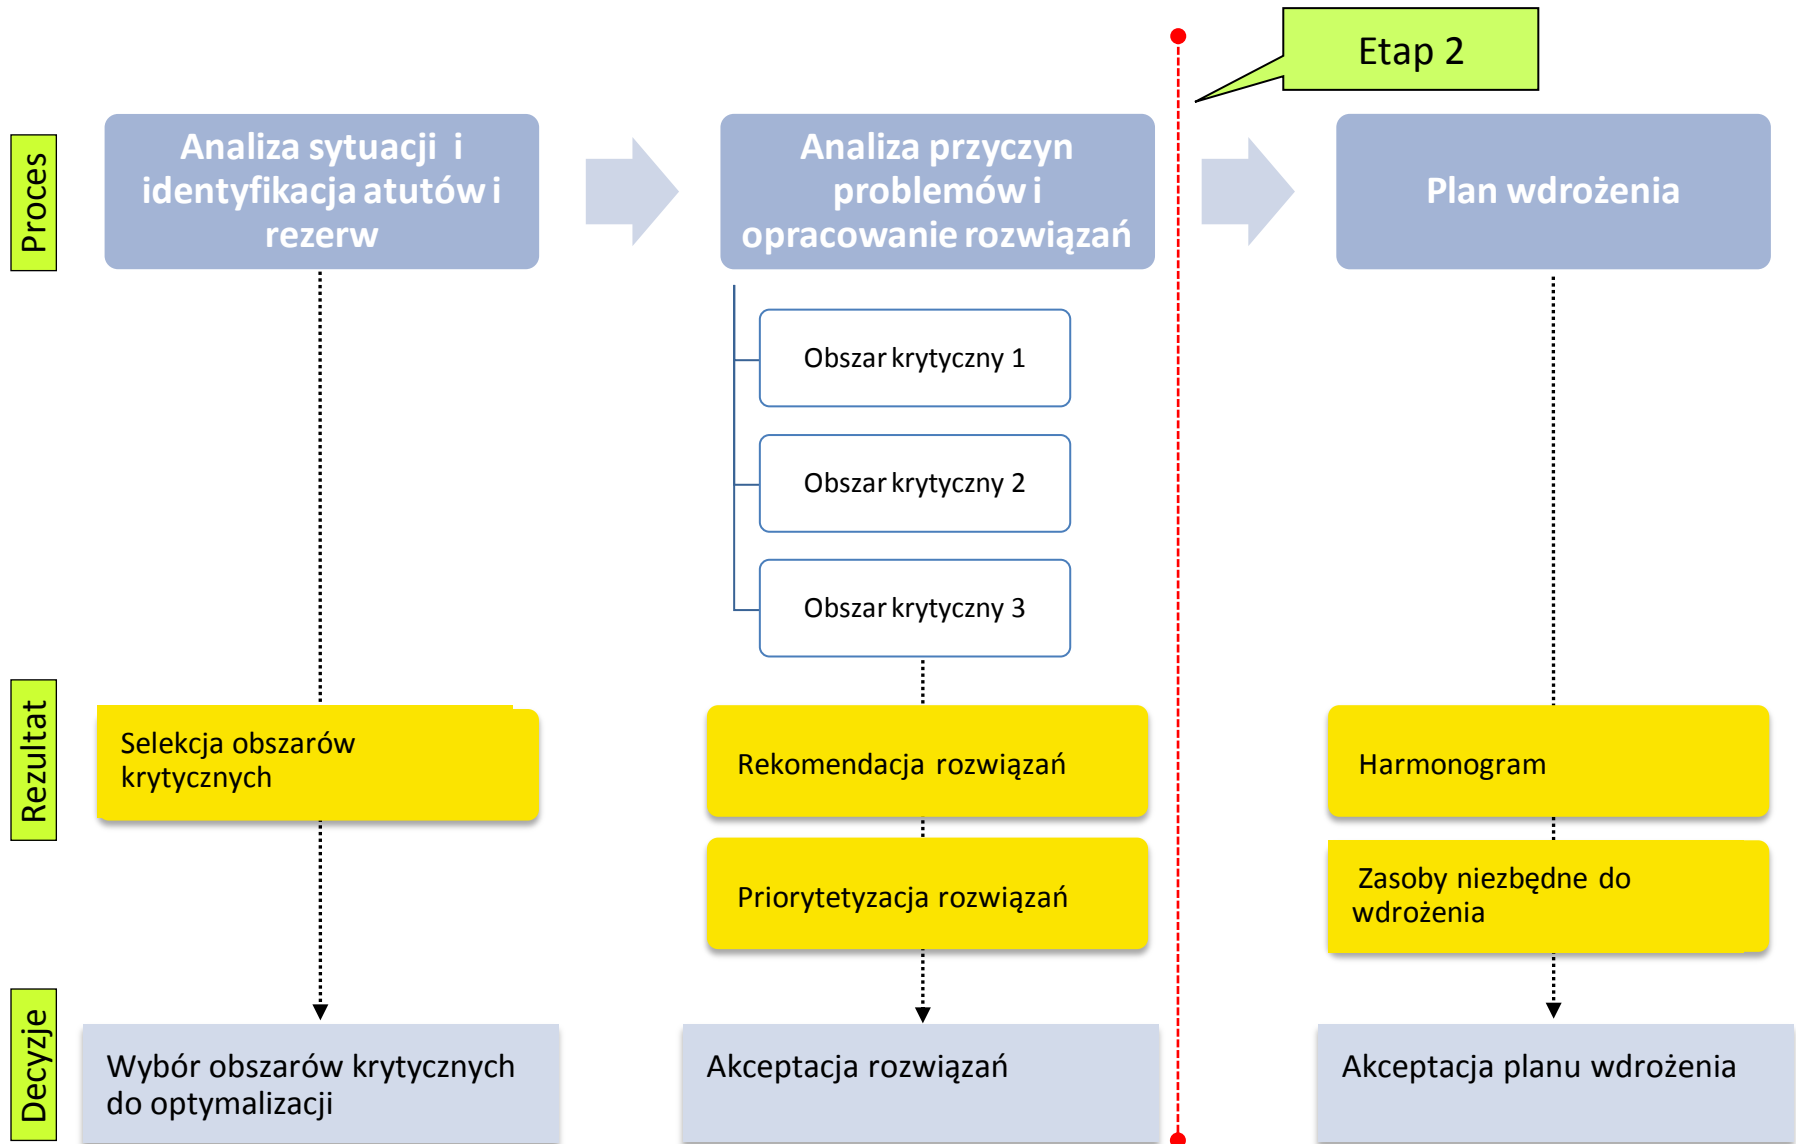 Etap 2
Proces
Analiza sytuacji i
identyfikacja atutów i
rezerw
Analiza przyczyn
problemów i
opracowanie rozwiązań
Plan wdrożenia
Obszar krytyczny 1
Obszar krytyczny 2
Obszar krytyczny 3
Rezultat
Selekcja obszarów
krytycznych
Rekomendacja rozwiązań
Harmonogram
Priorytetyzacja rozwiązań
Zasoby niezbędne do
wdrożenia
Decyzje
Wybór obszarów krytycznych
do optymalizacji
Akceptacja rozwiązań
Akceptacja planu wdrożenia